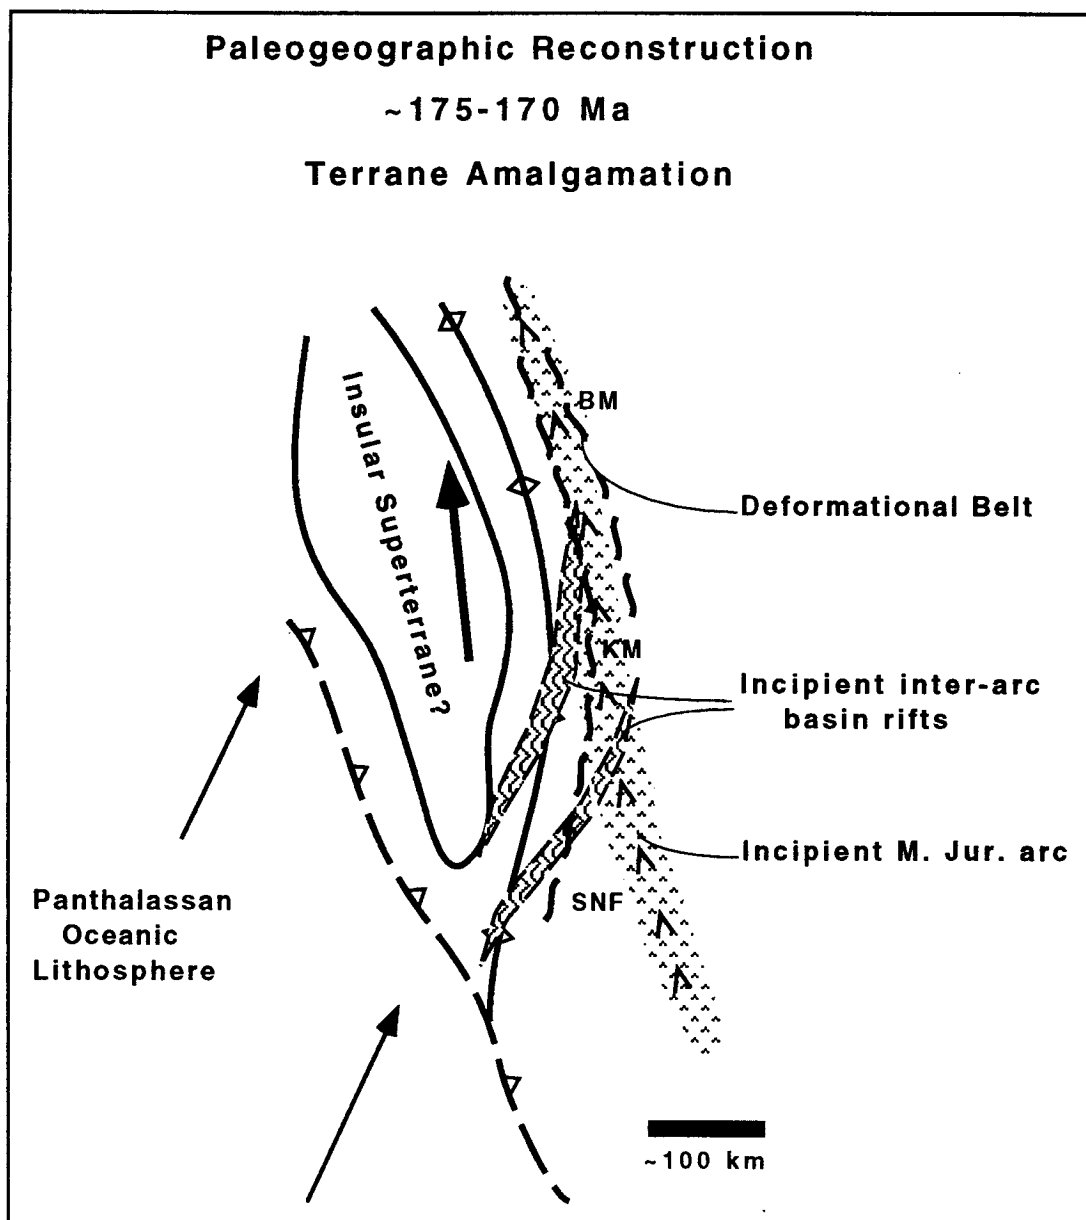 Paleogeographic Reconstruction
~175-170 Ma
Terrane Amalgamation
Insular Superterrane?
BM
Deformational Belt
KM
Incipient inter-arc
basin rifts
Incipient M. Jur. arc
SNF
Panthalassan
Oceanic
Lithosphere
~100 km